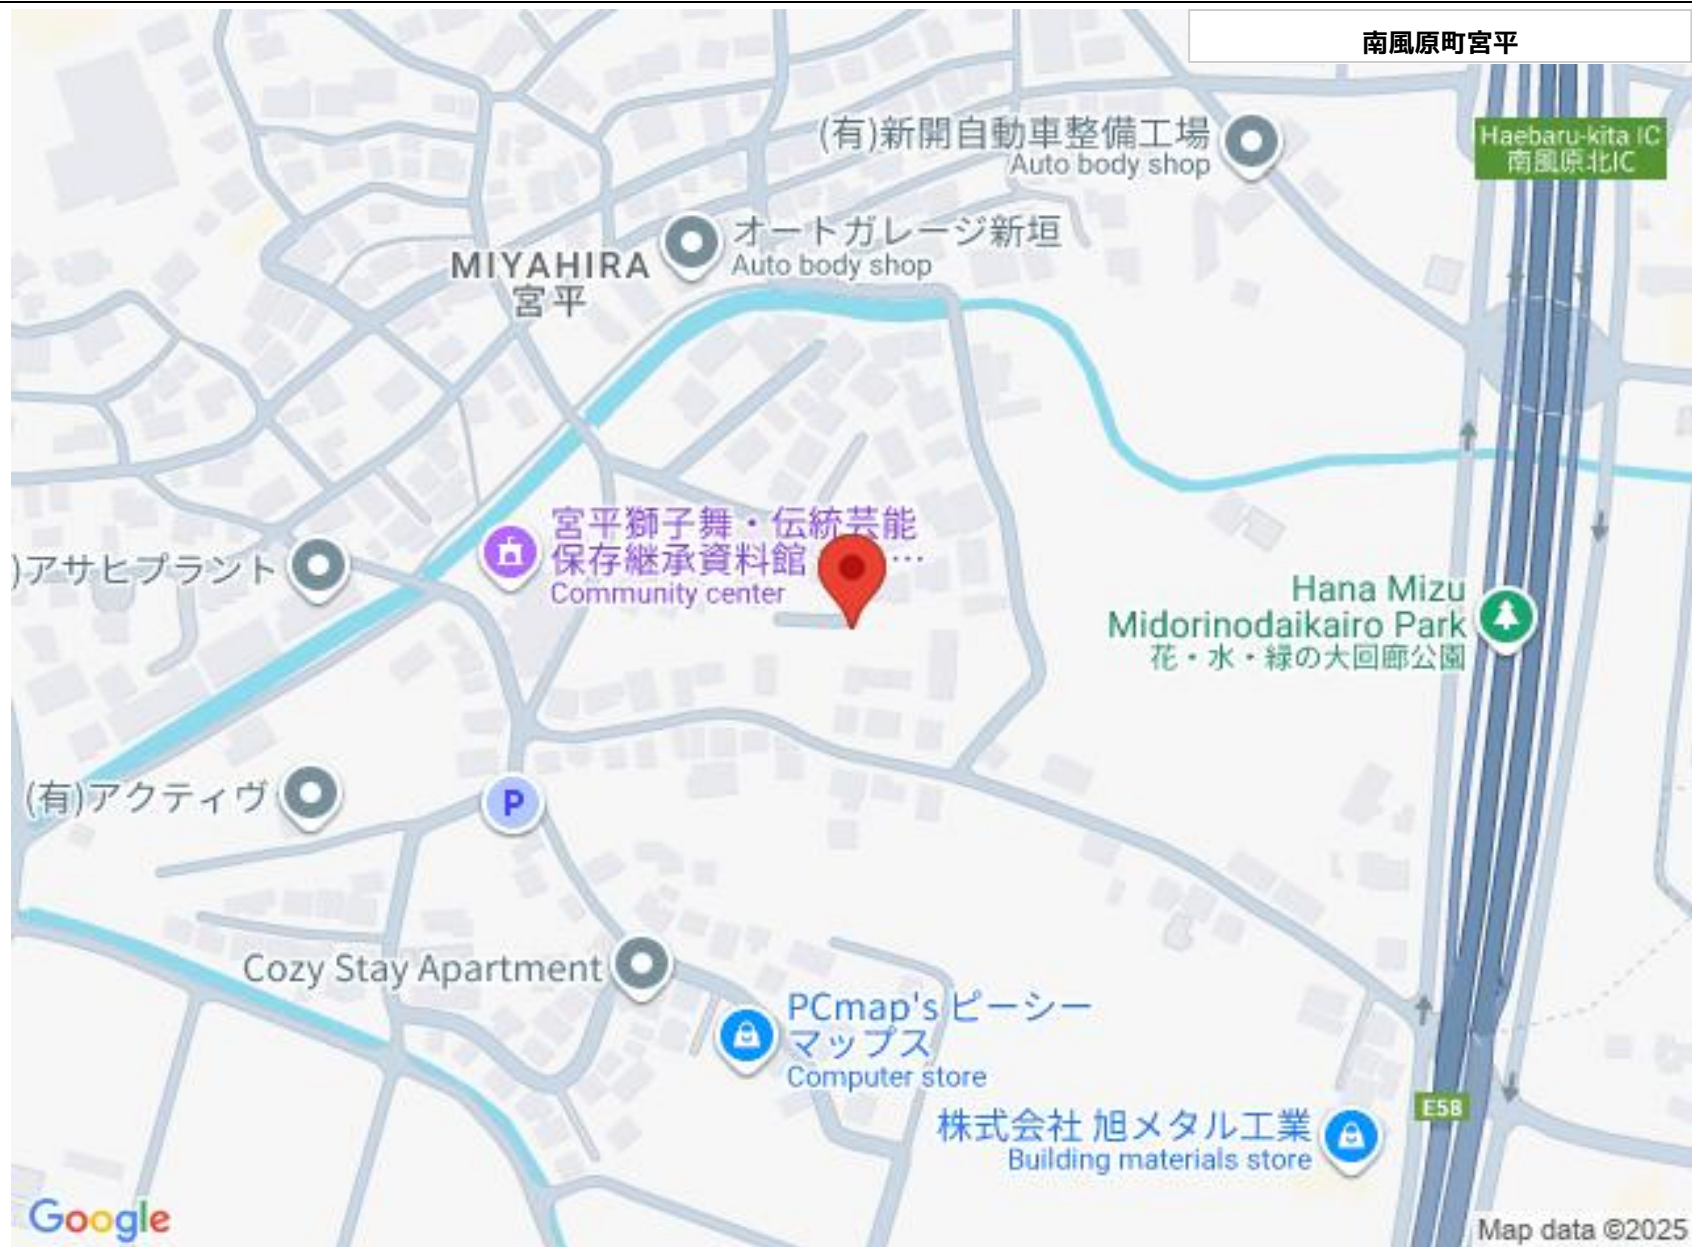 南風原町宮平
(有)新開自動車整備工場
Auto body shop
Haebaru-kita IC
南風原北IC
オートガレージ新垣
Auto body shop
MIYAHIRA
宮平
宮平獅子舞・伝統芸能
保存継承資料館 …
Community center
)アサヒプラント
Hana Mizu
Midorinodaikairo Park
花・水・緑の大回廊公園
(有)アクティヴ
P
Cozy Stay Apartment
PCmap's ピーシー
マップス
Computer store
E58
株式会社 旭メタル工業
Building materials store
Google
Map data ©2025